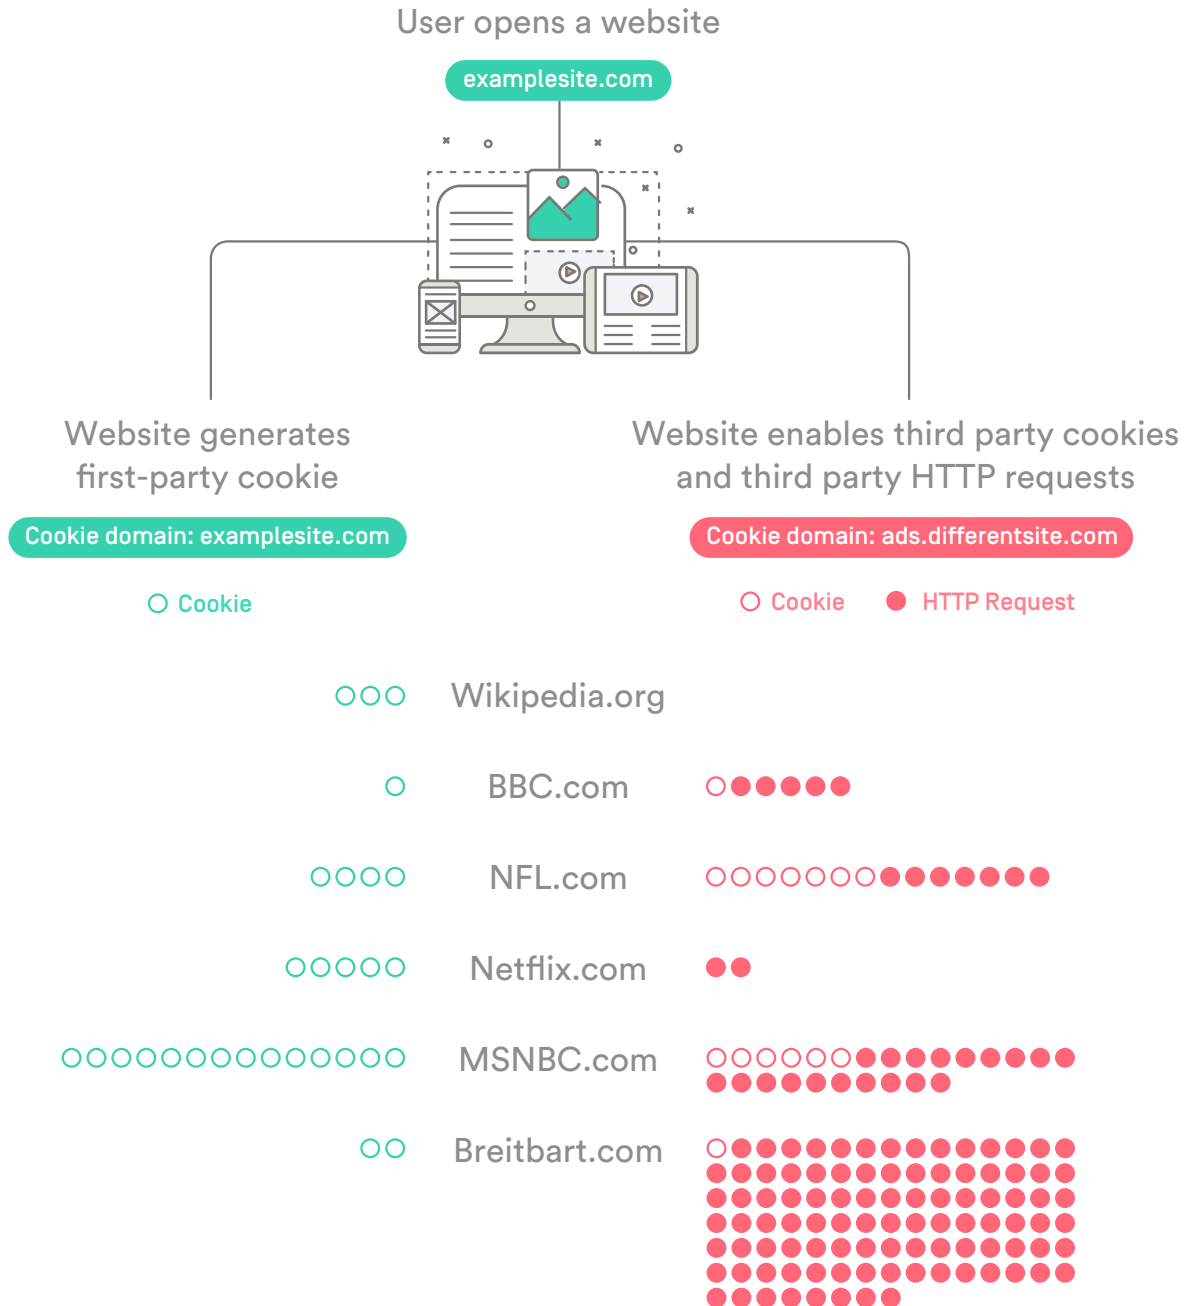 User opens a website
examplesite.com
Website generates
first-party cookie
Cookie domain: examplesite.com
Cookie
Website enables third party cookies
and third party HTTP requests
Cookie domain: ads.differentsite.com
Cookie HTTP Request
Wikipedia.org
BBC.com
NFL.com
Netflix.com
MSNBC.com
Breitbart.com